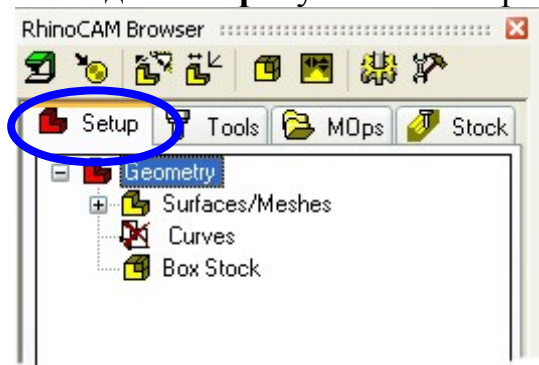 RhinoCAM Browser
Setup Tools MOps Stock
Geometry
Surfaces/Meshes
Curves
Box Stock